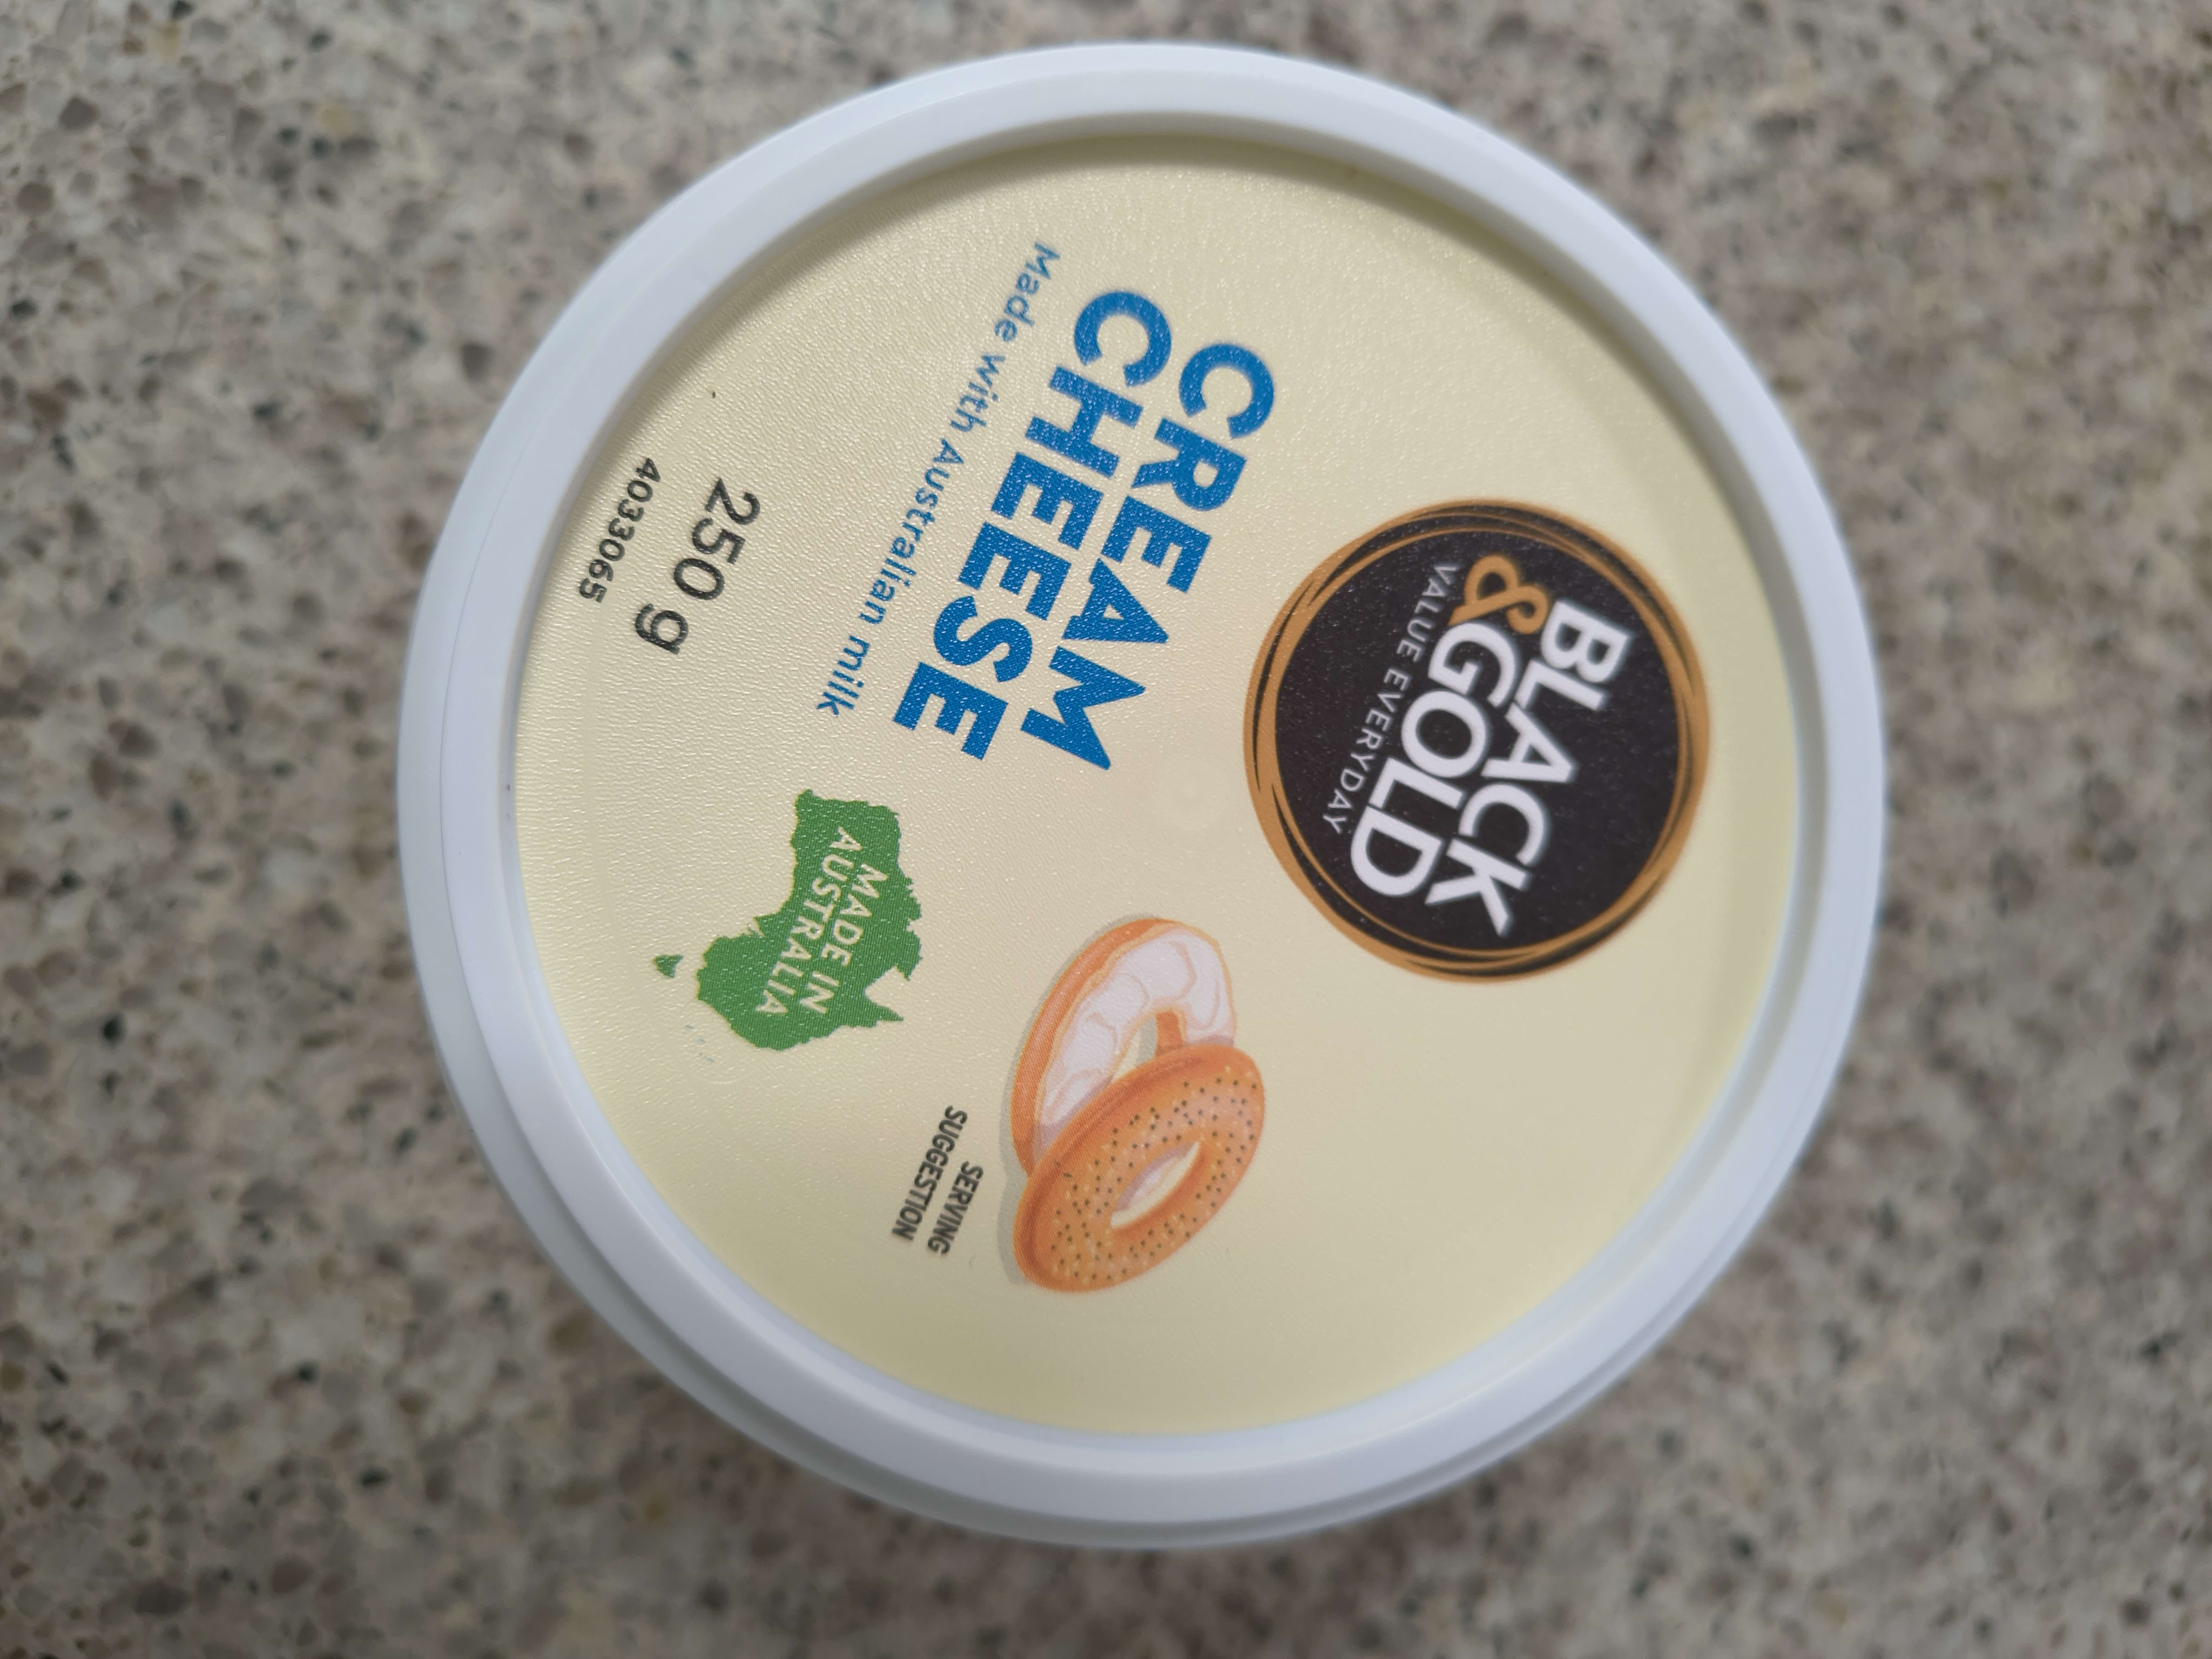 BLACK
& GOLD
VALUE EVERYDAY
CREAM
CHEESE
Made with Australian milk
250 g
4033065
MADE IN
AUSTRALIA
SERVING
SUGGESTION